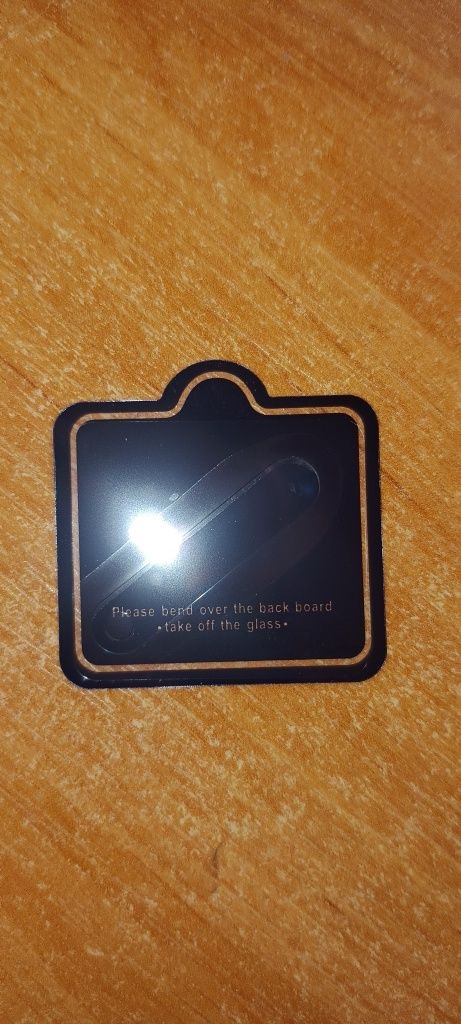 Please bend over the back board
•take off the glass•